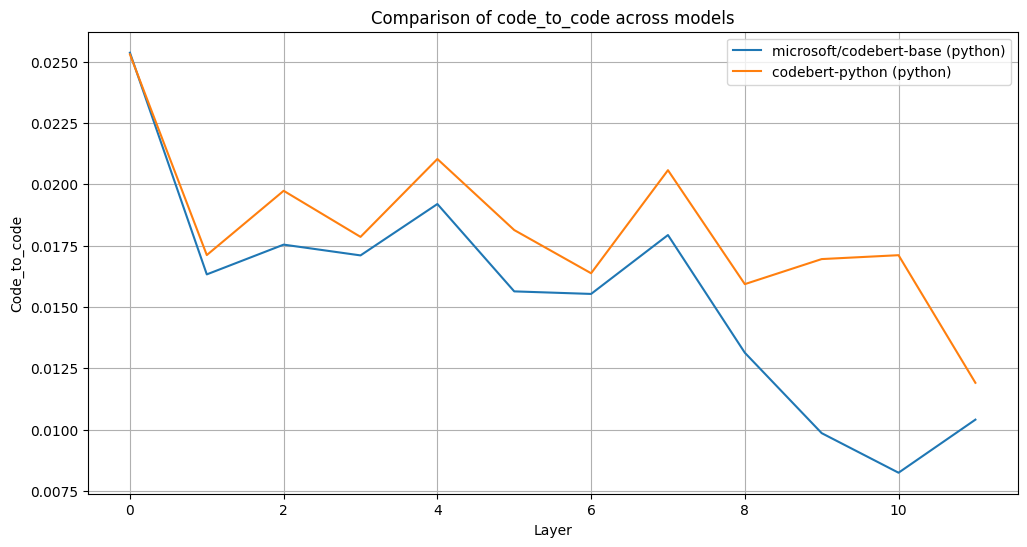 Comparison of code_to_code across models
microsoft/codebert-base (python)
codebert-python (python)
Code_to_code
0.0250
0.0225
0.0200
0.0175
0.0150
0.0125
0.0100
0.0075
0 2 4 6 8 10
Layer